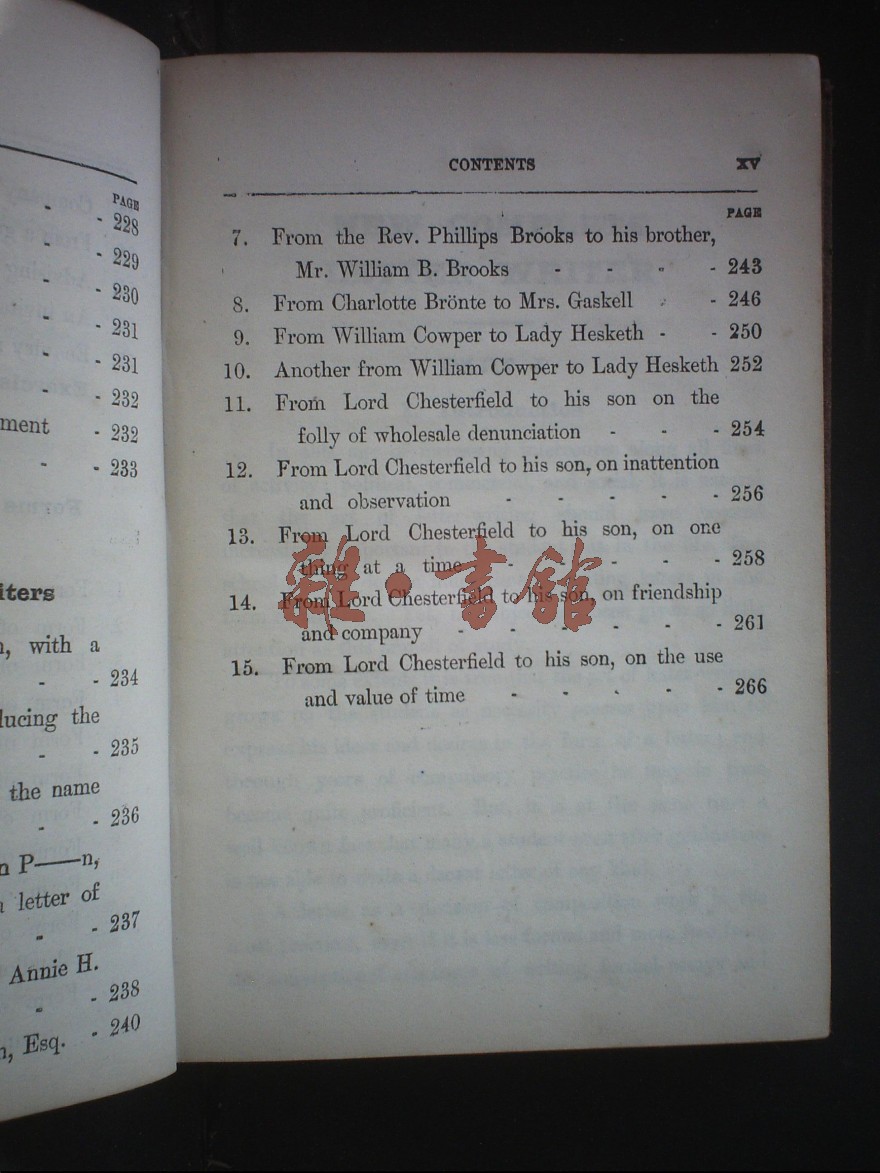 PAGE
- - 228
- - 229
- - 230
- - 231
- - 231
- - 232
ment - 232
- - 233
iters
, with a
- - 234
lucing the
- - 235
the name
- - 236
n P——n,
letter of
„ - 237
Annie H.
„ - 238
n, Esq. - 240
CONTENTS XV
PAGE
7. From the Rev. Phillips Brooks to his brother,
Mr. William B. Brooks - - „ - 243
8. From Charlotte Brönte to Mrs. Gaskell - - 246
9. From William Cowper to Lady Hesketh - - 250
10. Another from William Cowper to Lady Hesketh 252
11. From Lord Chesterfield to his son on the
folly of wholesale denunciation - - - 254
12. From Lord Chesterfield to his son, on inattention
and observation - - - - - 256
13. From Lord Chesterfield to his son, on one
thing at a time - - - - - 258
14. From Lord Chesterfield to his son, on friendship
and company - - - - - - 261
15. From Lord Chesterfield to his son, on the use
and value of time - - - - - 266
雜·書館